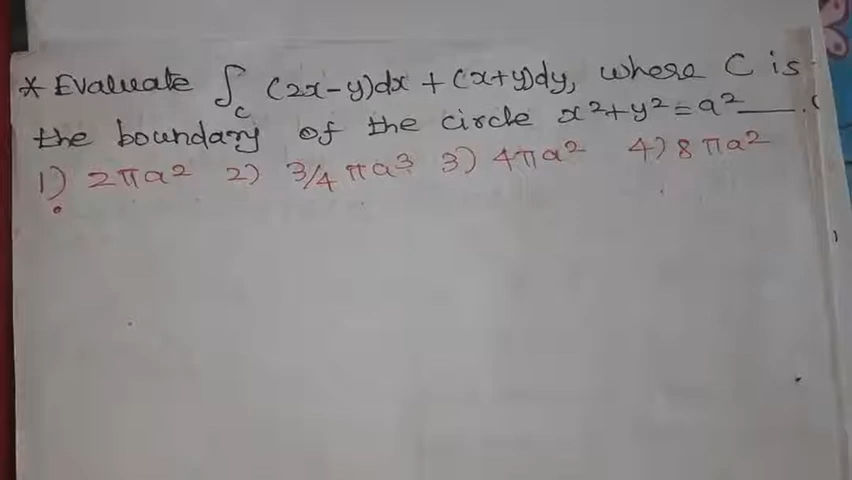 * Evaluate ∫c (2x-y)dx + (x+y)dy, where C is
the boundary of the circle x²+y²=a² ___. (
1) 2πa² 2) 3/4 πa³ 3) 4πa² 4) 8πa²